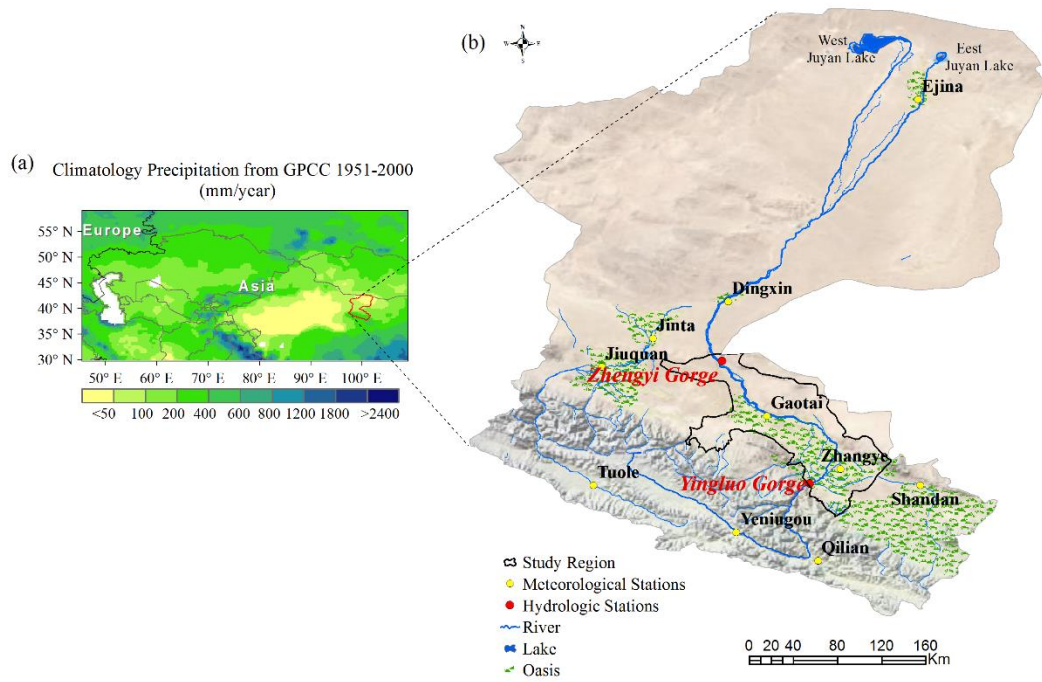 (a)
Climatology Precipitation from GPCC 1951-2000
(mm/year)
55° N
50° N
45° N
40° N
35° N
30° N
Europe
Asia
50° E 60° E 70° E 80° E 90° E 100° E
<50 100 200 400 600 800 1200 1800 >2400
(b)
N
W E
S
West
Juyan Lake
Eest
Juyan Lake
Ejina
Dingxin
Jinta
Jiuquan
Zhengyi Gorge
Gaotai
Zhangye
Yingluo Gorge
Shandan
Tuole
Yeniugou
Qilian
Study Region
Meteorological Stations
Hydrologic Stations
River
Lake
Oasis
0 20 40 80 120 160
Km